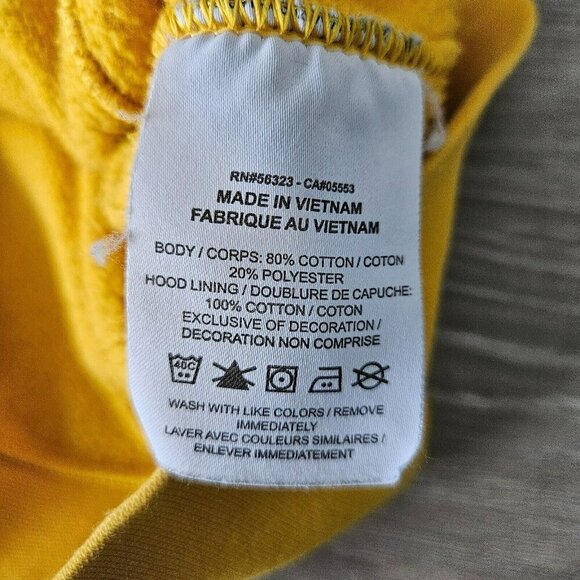 RN#56323 - CA#05553
MADE IN VIETNAM
FABRIQUE AU VIETNAM
BODY / CORPS: 80% COTTON / COTON
20% POLYESTER
HOOD LINING / DOUBLURE DE CAPUCHE:
100% COTTON / COTON
EXCLUSIVE OF DECORATION /
DECORATION NON COMPRISE
40C
WASH WITH LIKE COLORS / REMOVE
IMMEDIATELY
LAVER AVEC COULEURS SIMILAIRES /
ENLEVER IMMEDIATEMENT